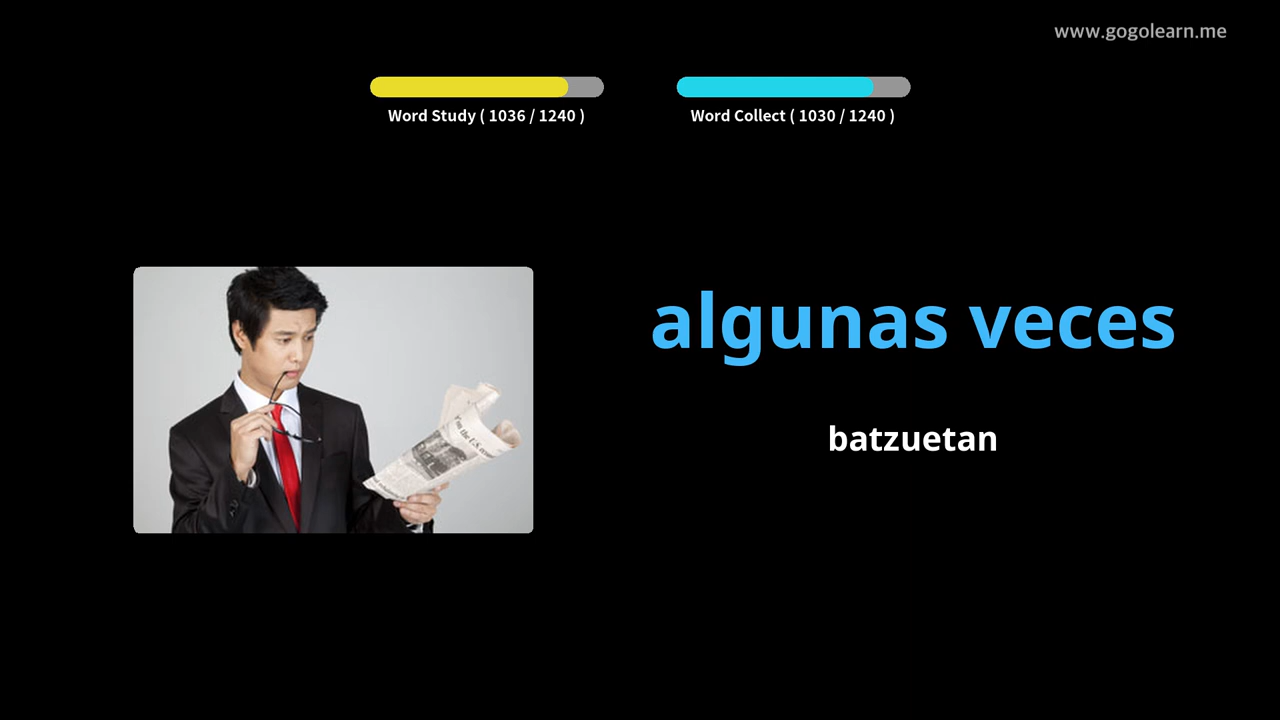 www.gogolearn.me
Word Study ( 1036 / 1240 )
Word Collect ( 1030 / 1240 )
algunas veces
batzuetan